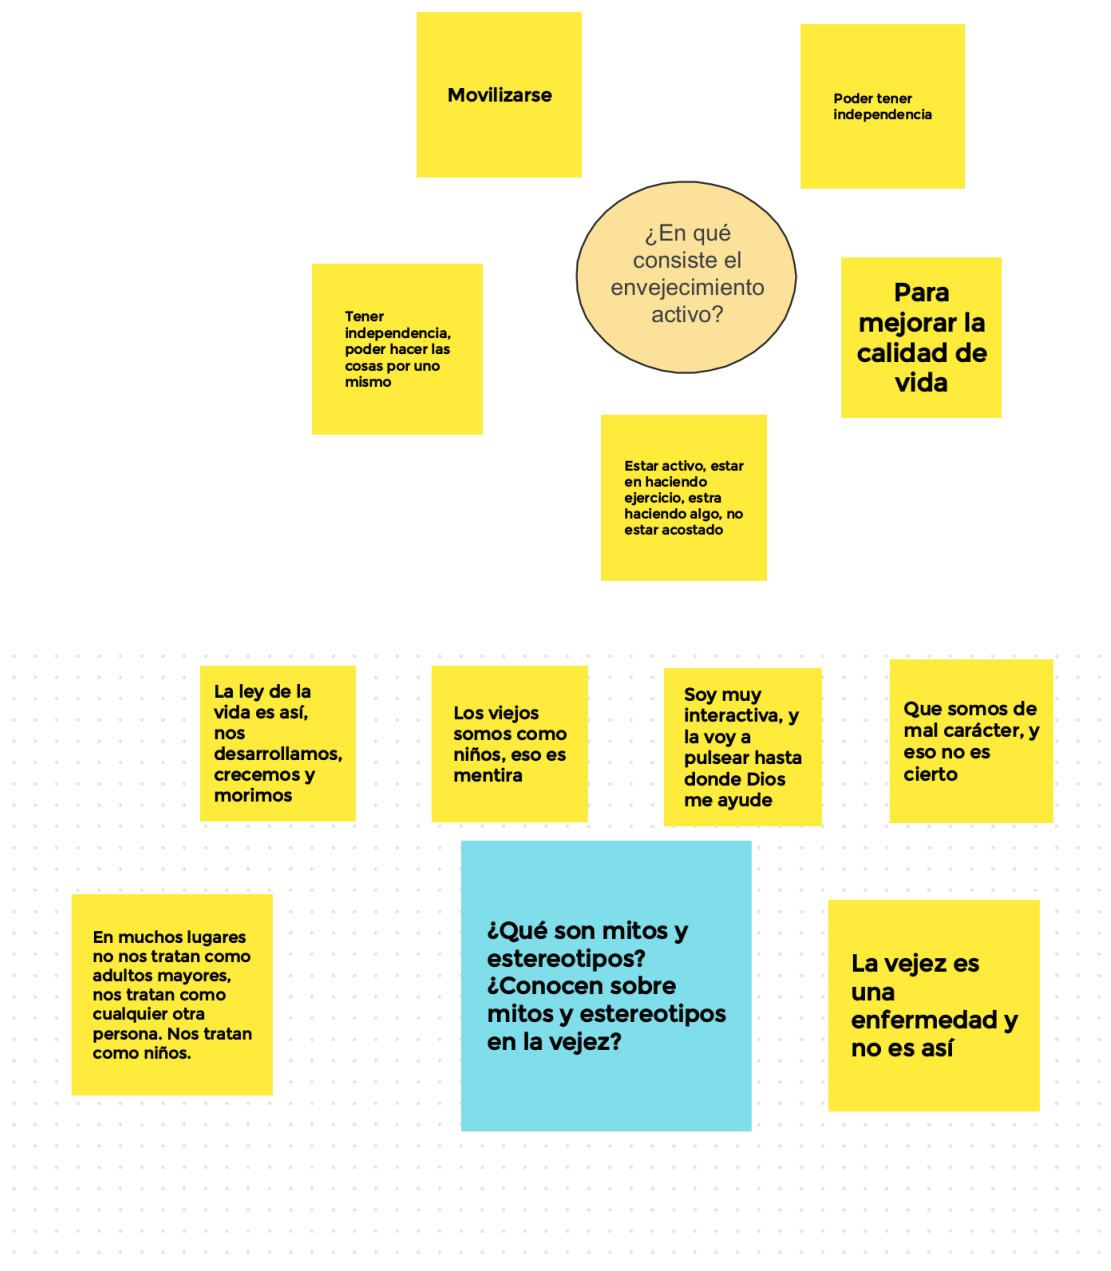 Movilizarse
Poder tener
independencia
¿En qué
consiste el
envejecimiento
activo?
Tener
independencia,
poder hacer las
cosas por uno
mismo
Para
mejorar la
calidad de
vida
Estar activo, estar
en haciendo
ejercicio, estra
haciendo algo, no
estar acostado
La ley de la
vida es así,
nos
desarrollamos,
crecemos y
morimos
Los viejos
somos como
niños, eso es
mentira
Soy muy
interactiva, y
la voy a
pulsear hasta
donde Dios
me ayude
Que somos de
mal carácter, y
eso no es
cierto
En muchos lugares
no nos tratan como
adultos mayores,
nos tratan como
cualquier otra
persona. Nos tratan
como niños.
¿Qué son mitos y
estereotipos?
¿Conocen sobre
mitos y estereotipos
en la vejez?
La vejez es
una
enfermedad y
no es así